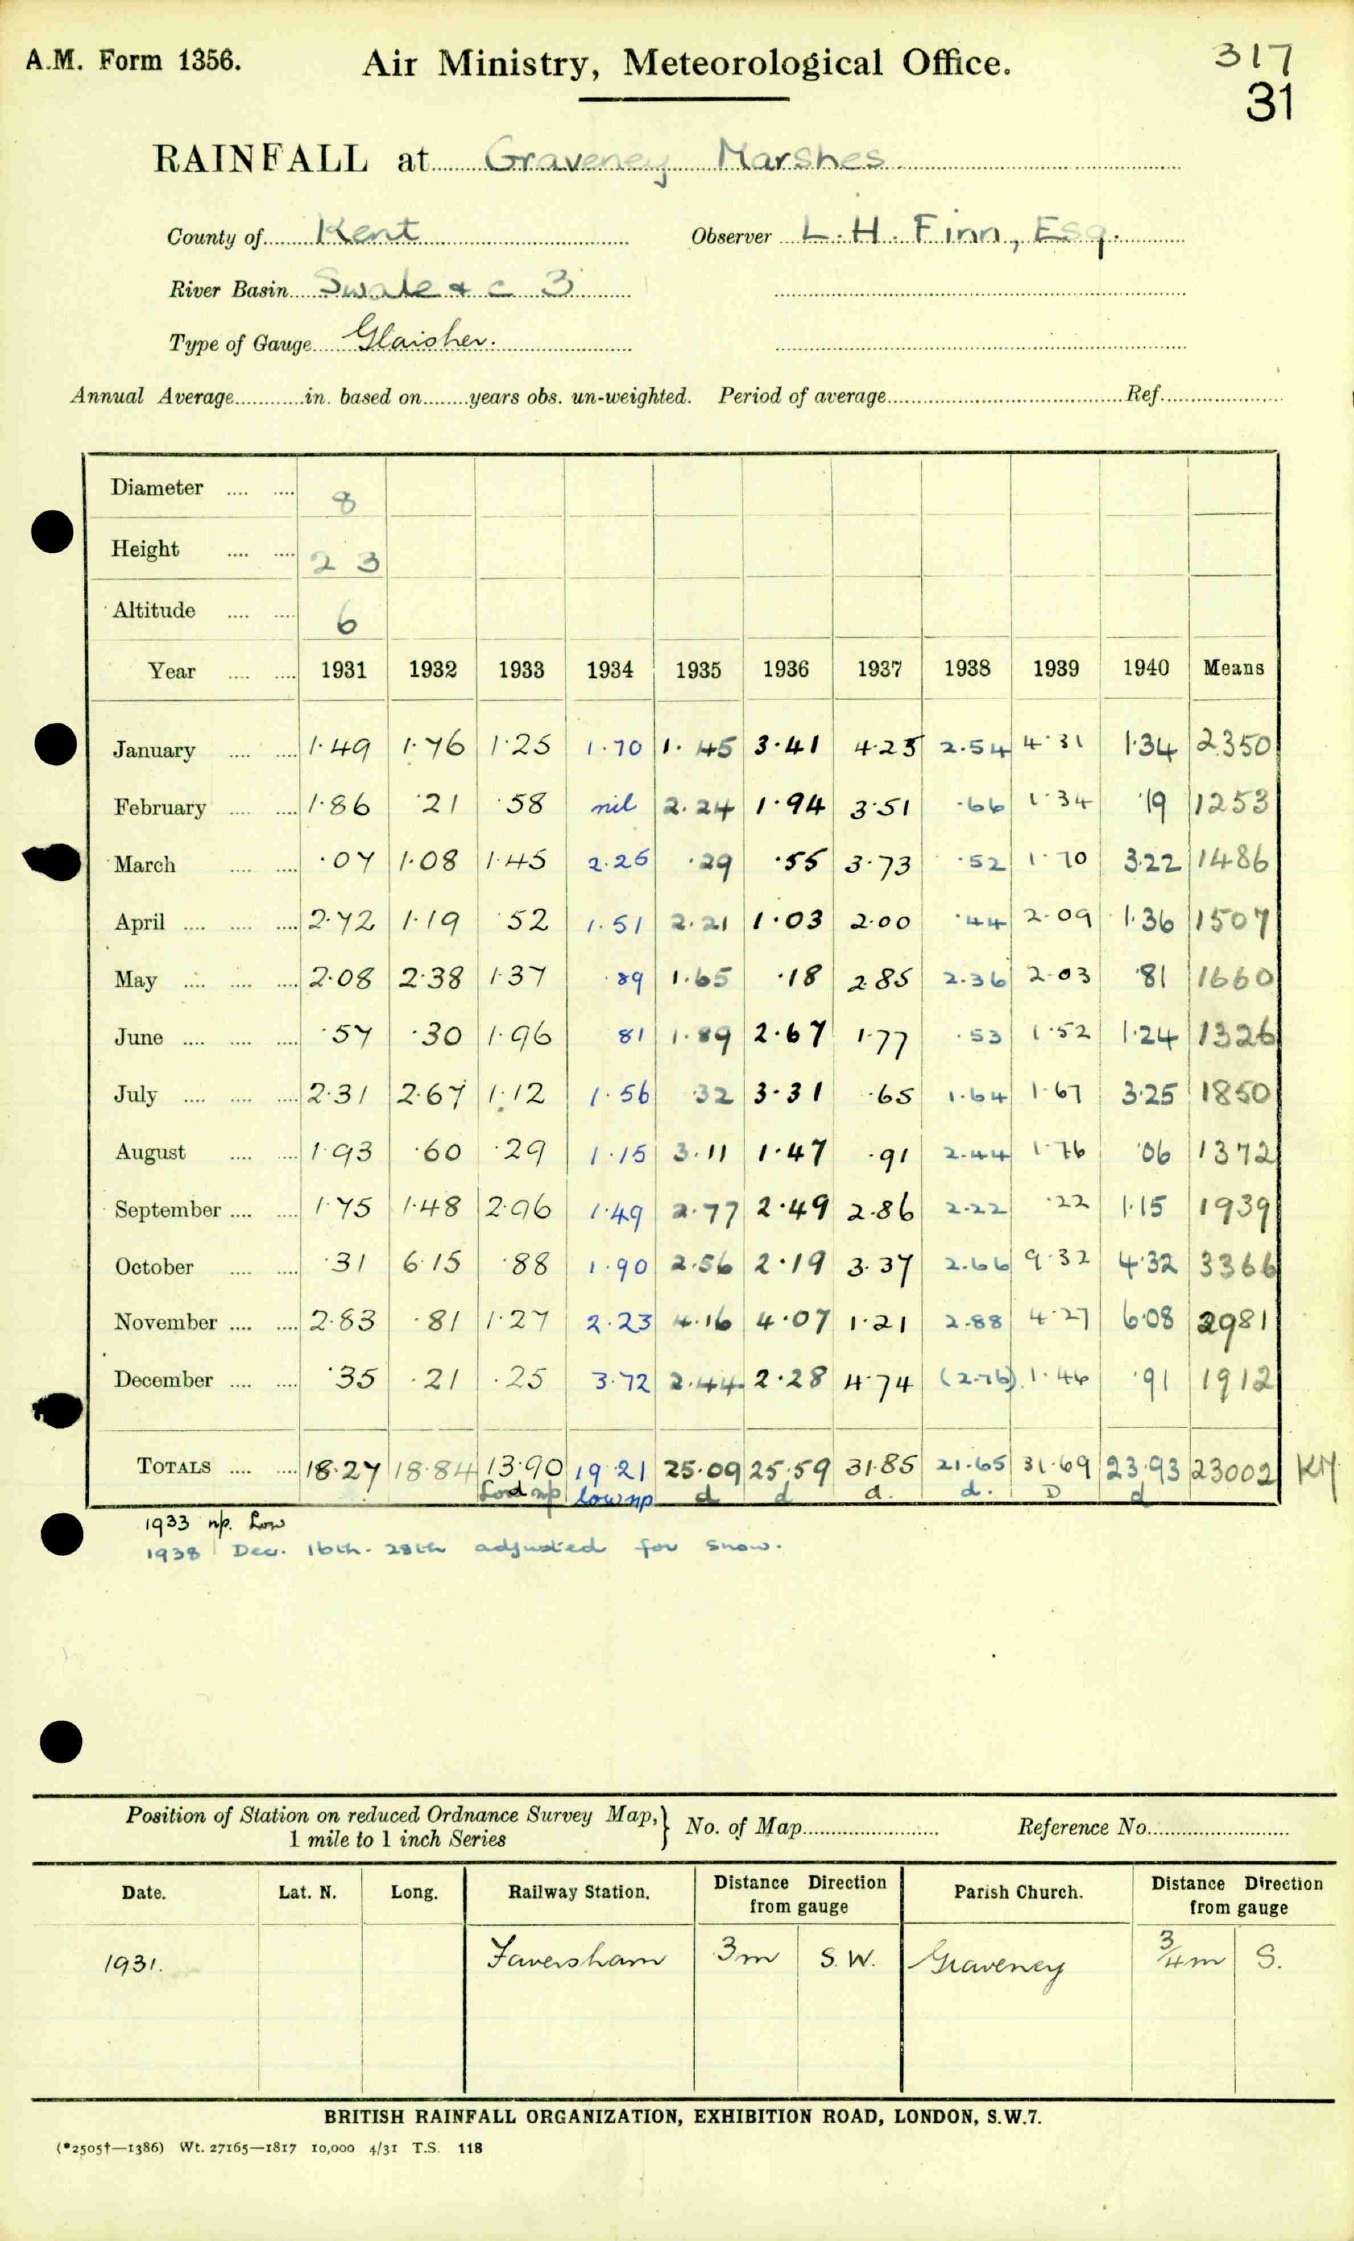 A.M. Form 1356. Air Ministry, Meteorological Office. 317
31
RAINFALL at Graveney Marshes
County of Kent Observer L. H. Finn, Esq.
River Basin Swale & c 3
Type of Gauge Glaisher.
Annual Average in. based on years obs. un-weighted. Period of average Ref.
Diameter 8
Height 2 3
Altitude 6
Year 1931 1932 1933 1934 1935 1936 1937 1938 1939 1940 Means
January 1.49 1.76 1.25 1.70 1.45 3.41 4.25 2.54 4.31 1.34 2350
February 1.86 .21 .58 nil 2.24 1.94 3.51 .66 1.34 .19 1253
March .07 1.08 1.45 2.25 .29 .55 3.73 .52 1.70 3.22 1486
April 2.72 1.19 .52 1.51 2.21 1.03 2.00 .44 2.09 1.36 1507
May 2.08 2.38 1.37 .89 1.65 .18 2.85 2.36 2.03 .81 1660
June .57 .30 1.96 81 1.89 2.67 1.77 .53 1.52 1.24 1326
July 2.31 2.67 1.12 1.56 .32 3.31 .65 1.64 1.67 3.25 1850
August 1.93 .60 .29 1.15 3.11 1.47 .91 2.44 1.76 .06 1372
September 1.75 1.48 2.96 1.49 2.77 2.49 2.86 2.22 .22 1.15 1939
October .31 6.15 .88 1.90 2.56 2.19 3.37 2.66 9.32 4.32 3366
November 2.83 .81 1.27 2.23 4.16 4.07 1.21 2.88 4.27 6.08 2981
December .35 .21 .25 3.72 2.44 2.28 4.74 (2.76) 1.46 .91 1912
TOTALS 18.27 18.84 13.90 19.21 25.09 25.59 31.85 21.65 31.69 23.93 23002 KM
low np d d d. d. D d
1933 np. Low
1938 Dec. 16th - 28th adjusted for snow.
Position of Station on reduced Ordnance Survey Map, No. of Map Reference No.
1 mile to 1 inch Series
Date. Lat. N. Long. Railway Station. Distance Direction from gauge Parish Church. Distance Direction from gauge
1931. Faversham 3m S.W. Graveney 3/4m S.
BRITISH RAINFALL ORGANIZATION, EXHIBITION ROAD, LONDON, S.W.7.
(*2505†—1386) Wt. 27165—1817 10,000 4/31 T.S. 118